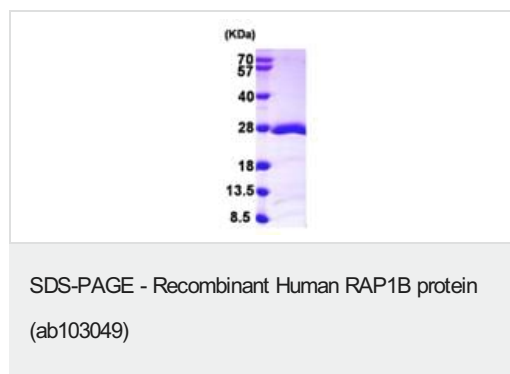 (KDa)
70
57
40
28
18
13.5
8.5
SDS-PAGE - Recombinant Human RAP1B protein
(ab103049)